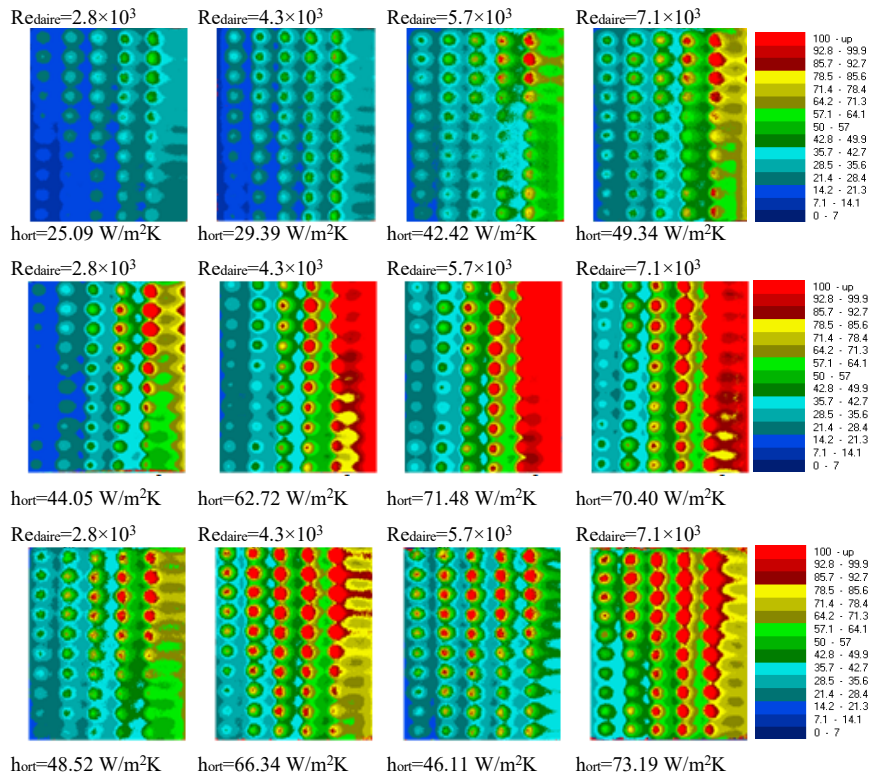 Redaire=2.8×10³ Redaire=4.3×10³ Redaire=5.7×10³ Redaire=7.1×10³
100 - up
92.8 - 99.9
85.7 - 92.7
78.5 - 85.6
71.4 - 78.4
64.2 - 71.3
57.1 - 64.1
50 - 57
42.8 - 49.9
35.7 - 42.7
28.5 - 35.6
21.4 - 28.4
14.2 - 21.3
7.1 - 14.1
0 - 7
hort=25.09 W/m²K hort=29.39 W/m²K hort=42.42 W/m²K hort=49.34 W/m²K
Redaire=2.8×10³ Redaire=4.3×10³ Redaire=5.7×10³ Redaire=7.1×10³
100 - up
92.8 - 99.9
85.7 - 92.7
78.5 - 85.6
71.4 - 78.4
64.2 - 71.3
57.1 - 64.1
50 - 57
42.8 - 49.9
35.7 - 42.7
28.5 - 35.6
21.4 - 28.4
14.2 - 21.3
7.1 - 14.1
0 - 7
hort=44.05 W/m²K hort=62.72 W/m²K hort=71.48 W/m²K hort=70.40 W/m²K
Redaire=2.8×10³ Redaire=4.3×10³ Redaire=5.7×10³ Redaire=7.1×10³
100 - up
92.8 - 99.9
85.7 - 92.7
78.5 - 85.6
71.4 - 78.4
64.2 - 71.3
57.1 - 64.1
50 - 57
42.8 - 49.9
35.7 - 42.7
28.5 - 35.6
21.4 - 28.4
14.2 - 21.3
7.1 - 14.1
0 - 7
hort=48.52 W/m²K hort=66.34 W/m²K hort=46.11 W/m²K hort=73.19 W/m²K